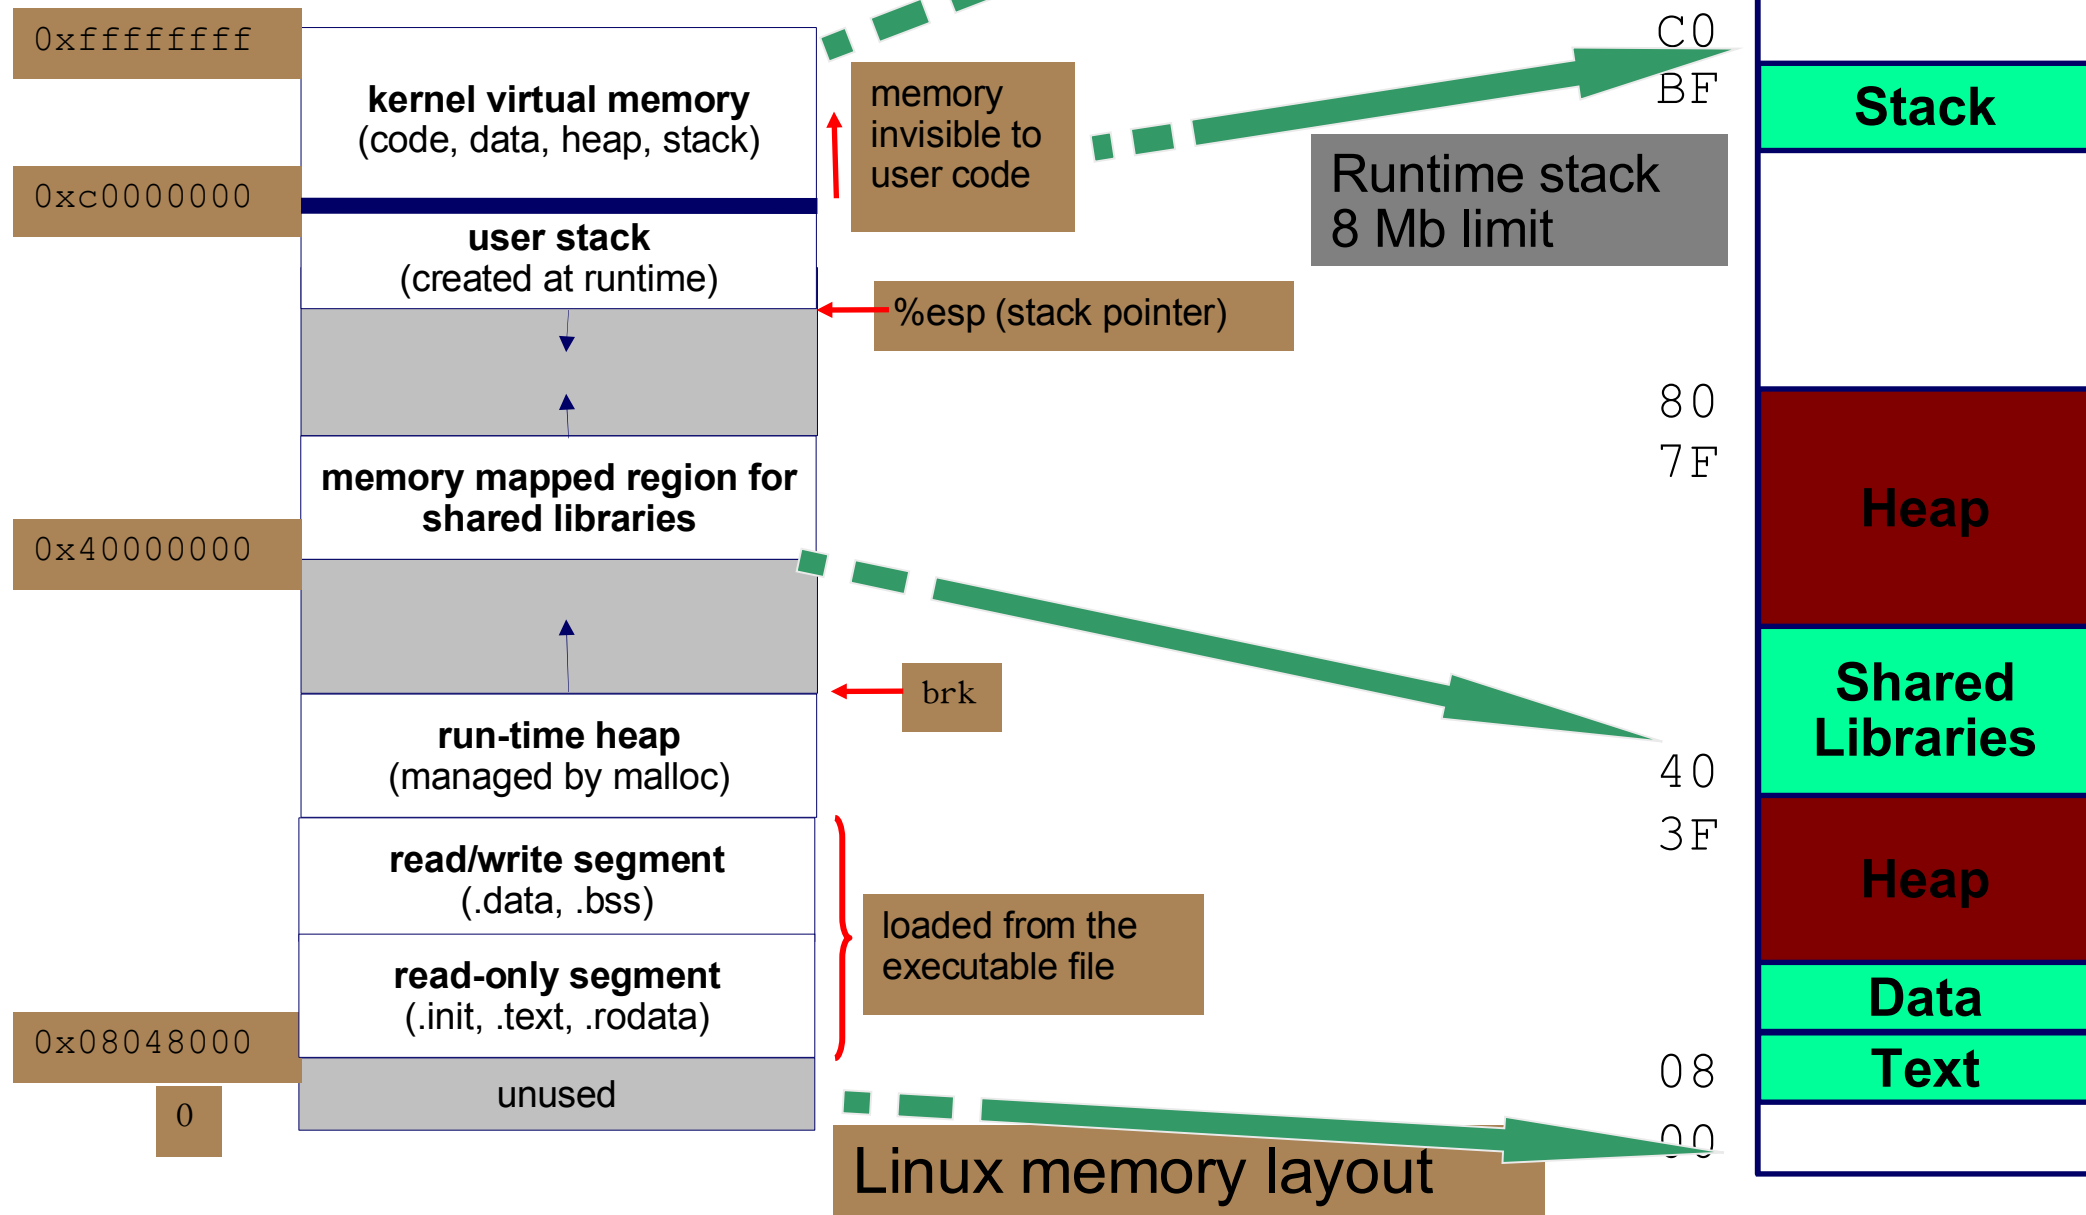 0xffffffff
kernel virtual memory
(code, data, heap, stack)
memory
invisible to
user code
0xc0000000
user stack
(created at runtime)
%esp (stack pointer)
memory mapped region for
shared libraries
0x40000000
brk
run-time heap
(managed by malloc)
read/write segment
(.data, .bss)
loaded from the
executable file
read-only segment
(.init, .text, .rodata)
0x08048000
unused
0
Linux memory layout
Runtime stack
8 Mb limit
C0
BF
Stack
80
7F
Heap
Shared
Libraries
40
3F
Heap
Data
08
Text
00